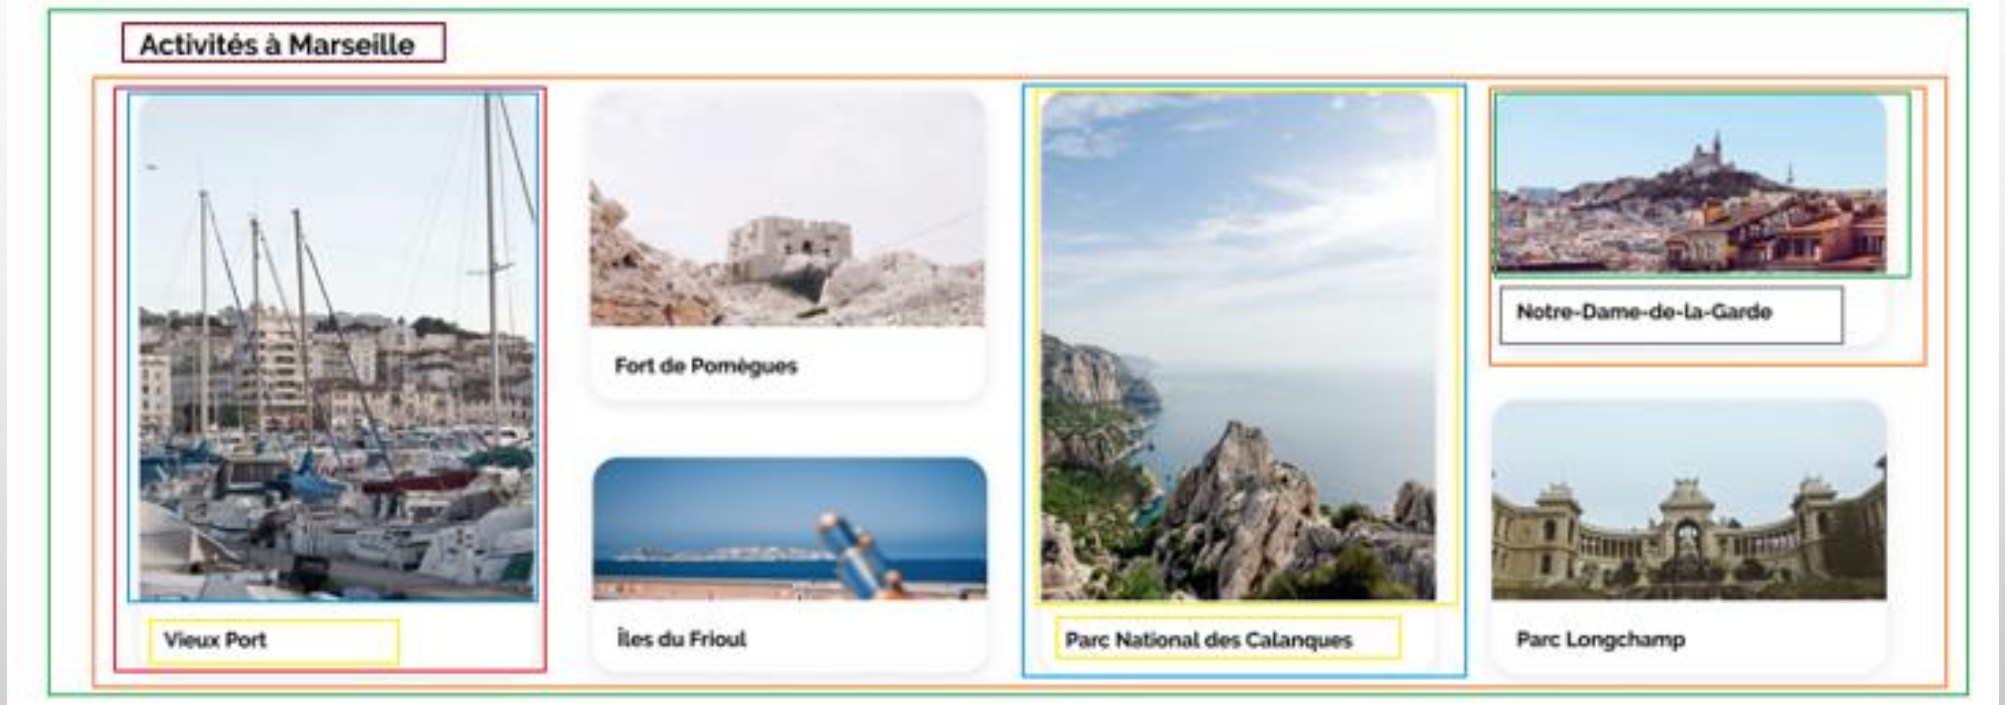 Activités à Marseille
Vieux Port
Fort de Pomègues
Îles du Frioul
Parc National des Calanques
Notre-Dame-de-la-Garde
Parc Longchamp